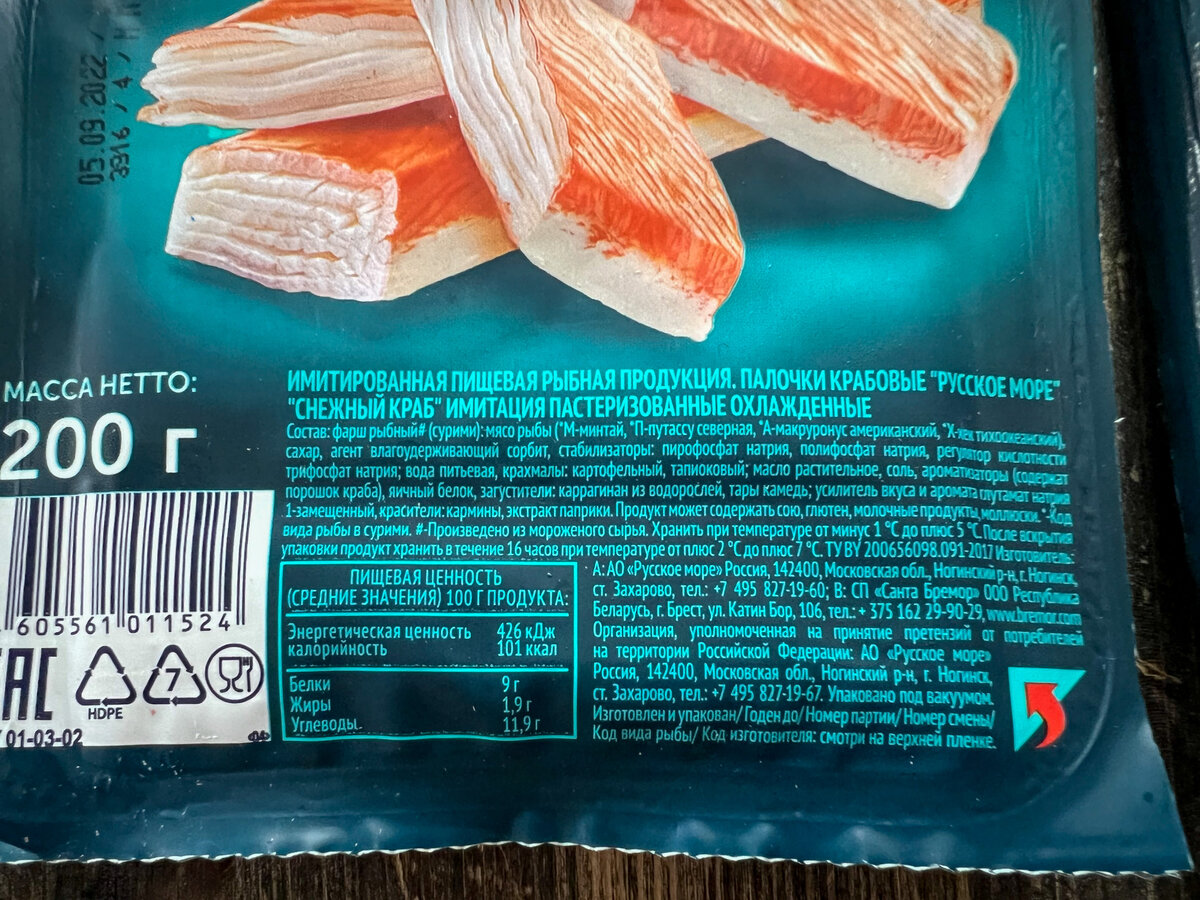 05.09.2022 /
3916 / 4 /
МАССА НЕТТО:
200 г
ИМИТИРОВАННАЯ ПИЩЕВАЯ РЫБНАЯ ПРОДУКЦИЯ. ПАЛОЧКИ КРАБОВЫЕ "РУССКОЕ МОРЕ"
"СНЕЖНЫЙ КРАБ" ИМИТАЦИЯ ПАСТЕРИЗОВАННЫЕ ОХЛАЖДЕННЫЕ
Состав: фарш рыбный# (сурими): мясо рыбы (*М-минтай, *П-путассу северная, *А-макруронус американский, *Х-хек тихоокеанский),
сахар, агент влагоудерживающий сорбит, стабилизаторы: пирофосфат натрия, полифосфат натрия, регулятор кислотности
трифосфат натрия; вода питьевая, крахмалы: картофельный, тапиоковый; масло растительное, соль, ароматизаторы (содержат
порошок краба), яичный белок, загустители: каррагинан из водорослей, тары камедь; усилитель вкуса и аромата глутамат натрия
1-замещенный, красители: кармины, экстракт паприки. Продукт может содержать сою, глютен, молочные продукты, моллюски. *-Код
вида рыбы в сурими. #-Произведено из мороженого сырья. Хранить при температуре от минус 1 °С до плюс 5 °С. После вскрытия
упаковки продукт хранить в течение 16 часов при температуре от плюс 2 °С до плюс 7 °С. ТУ BY 200656098.091-2017 Изготовитель:
А: АО «Русское море» Россия, 142400, Московская обл., Ногинский р-н, г. Ногинск,
ст. Захарово, тел.: +7 495 827-19-60; В: СП «Санта Бремор» ООО Республика
Беларусь, г. Брест, ул. Катин Бор, 106, тел.: + 375 162 29-90-29, www.bremor.com
Организация, уполномоченная на принятие претензий от потребителей
на территории Российской Федерации: АО «Русское море»
Россия, 142400, Московская обл., Ногинский р-н, г. Ногинск,
ст. Захарово, тел.: +7 495 827-19-67. Упаковано под вакуумом.
Изготовлен и упакован/ Годен до/ Номер партии/ Номер смены/
Код вида рыбы/ Код изготовителя: смотри на верхней пленке.
ПИЩЕВАЯ ЦЕННОСТЬ
(СРЕДНИЕ ЗНАЧЕНИЯ) 100 Г ПРОДУКТА:
Энергетическая ценность 426 кДж
калорийность 101 ккал
Белки 9 г
Жиры 1,9 г
Углеводы 11,9 г
605561 011524
EAC
HDPE
7
01-03-02